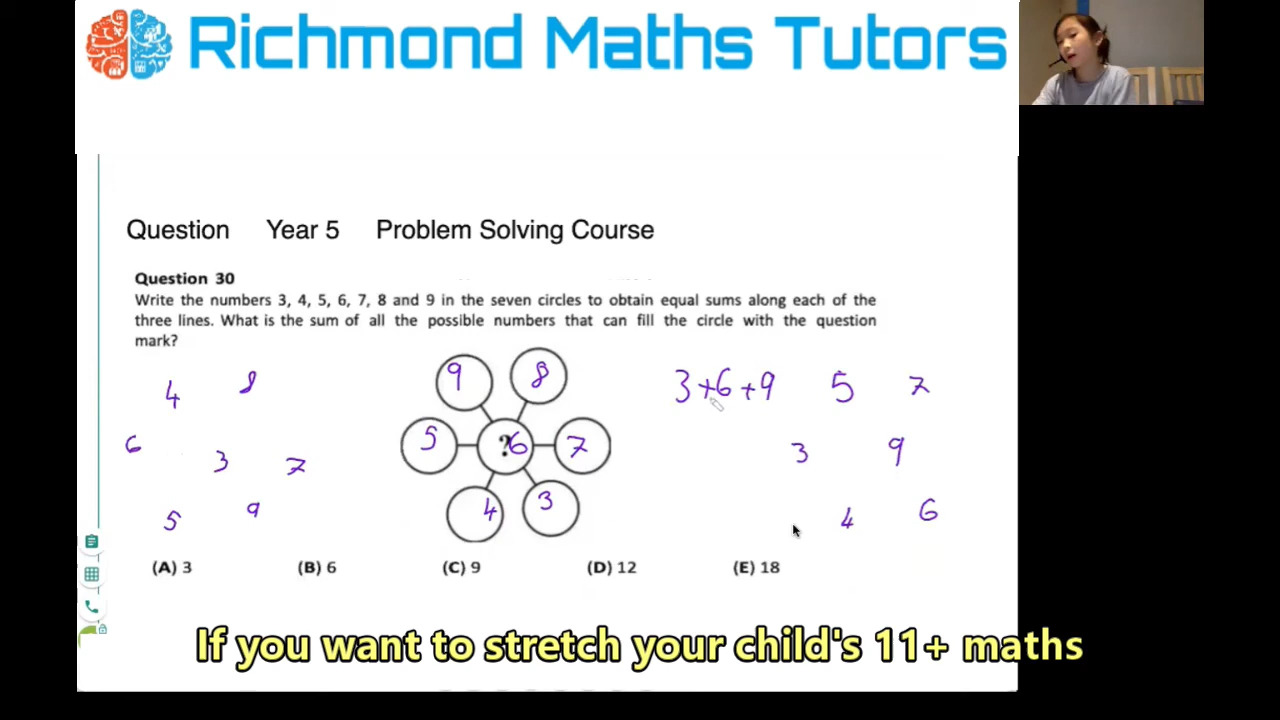 Richmond Maths Tutors
Question Year 5 Problem Solving Course
Question 30
Write the numbers 3, 4, 5, 6, 7, 8 and 9 in the seven circles to obtain equal sums along each of the
three lines. What is the sum of all the possible numbers that can fill the circle with the question
mark?
4 8
6
3 7
5 9
9 8
5 ?6 7
4 3
3+6+9 5 7
3 9
4 6
(A) 3 (B) 6 (C) 9 (D) 12 (E) 18
If you want to stretch your child's 11+ maths